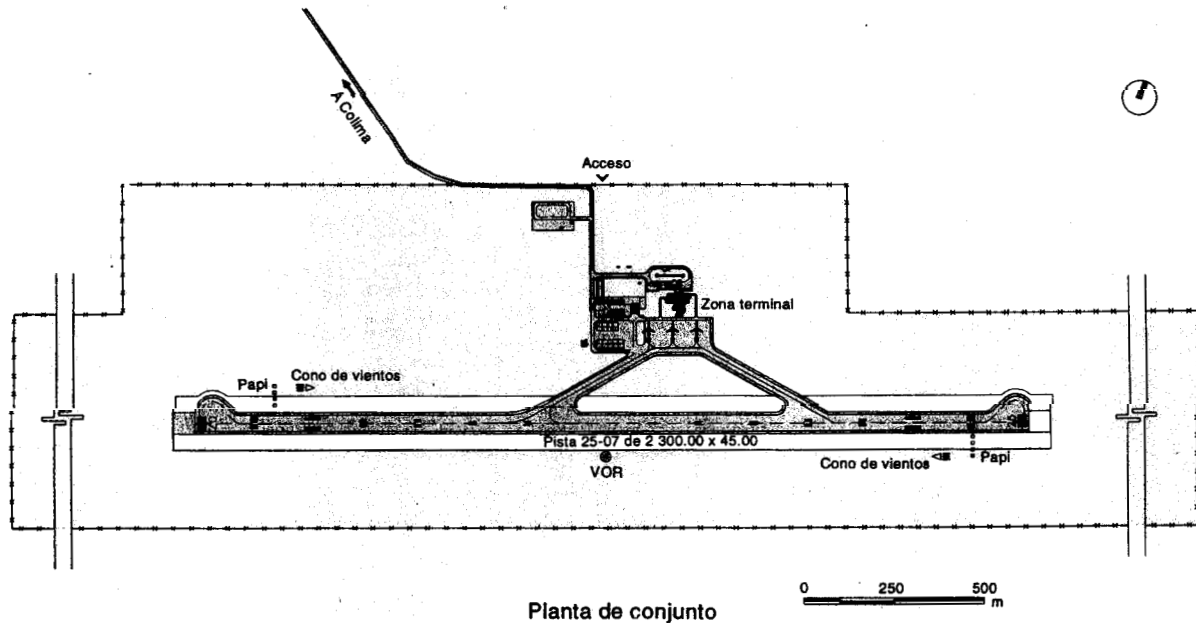 A Colima
Acceso
Zona terminal
Cono de vientos
Papi
Pista 25-07 de 2 300.00 x 45.00
VOR
Cono de vientos
Papi
0 250 500
m
Planta de conjunto